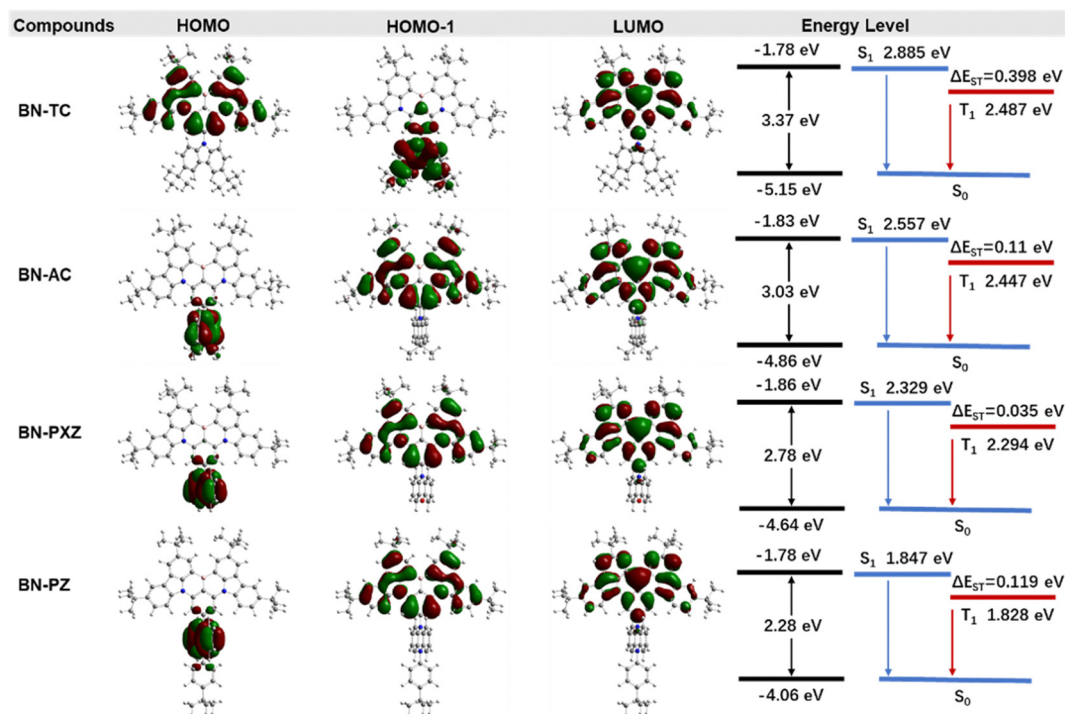 Compounds HOMO HOMO-1 LUMO Energy Level
BN-TC
-1.78 eV
3.37 eV
-5.15 eV
S₁ 2.885 eV
ΔE_ST=0.398 eV
T₁ 2.487 eV
S₀
BN-AC
-1.83 eV
3.03 eV
-4.86 eV
S₁ 2.557 eV
ΔE_ST=0.11 eV
T₁ 2.447 eV
S₀
BN-PXZ
-1.86 eV
2.78 eV
-4.64 eV
S₁ 2.329 eV
ΔE_ST=0.035 eV
T₁ 2.294 eV
S₀
BN-PZ
-1.78 eV
2.28 eV
-4.06 eV
S₁ 1.847 eV
ΔE_ST=0.119 eV
T₁ 1.828 eV
S₀